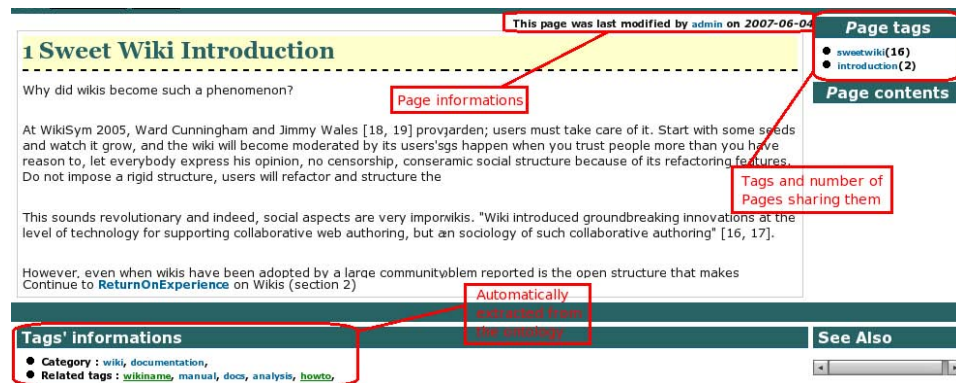 This page was last modified by admin on 2007-06-04
Page tags
sweetwiki(16)
introduction(2)
Page contents
1 Sweet Wiki Introduction
Why did wikis become such a phenomenon?
Page informations
At WikiSym 2005, Ward Cunningham and Jimmy Wales [18, 19] provgarden; users must take care of it. Start with some seeds
and watch it grow, and the wiki will become moderated by its users'sgs happen when you trust people more than you have
reason to, let everybody express his opinion, no censorship, conseramic social structure because of its refactoring features.
Do not impose a rigid structure, users will refactor and structure the
Tags and number of
Pages sharing them
This sounds revolutionary and indeed, social aspects are very imporwikis. "Wiki introduced groundbreaking innovations at the
level of technology for supporting collaborative web authoring, but an sociology of such collaborative authoring" [16, 17].
However, even when wikis have been adopted by a large communityblem reported is the open structure that makes
Continue to ReturnOnExperience on Wikis (section 2)
Automatically
extracted from
the ontology
Tags' informations
Category : wiki, documentation,
Related tags : wikiname, manual, docs, analysis, howto,
See Also